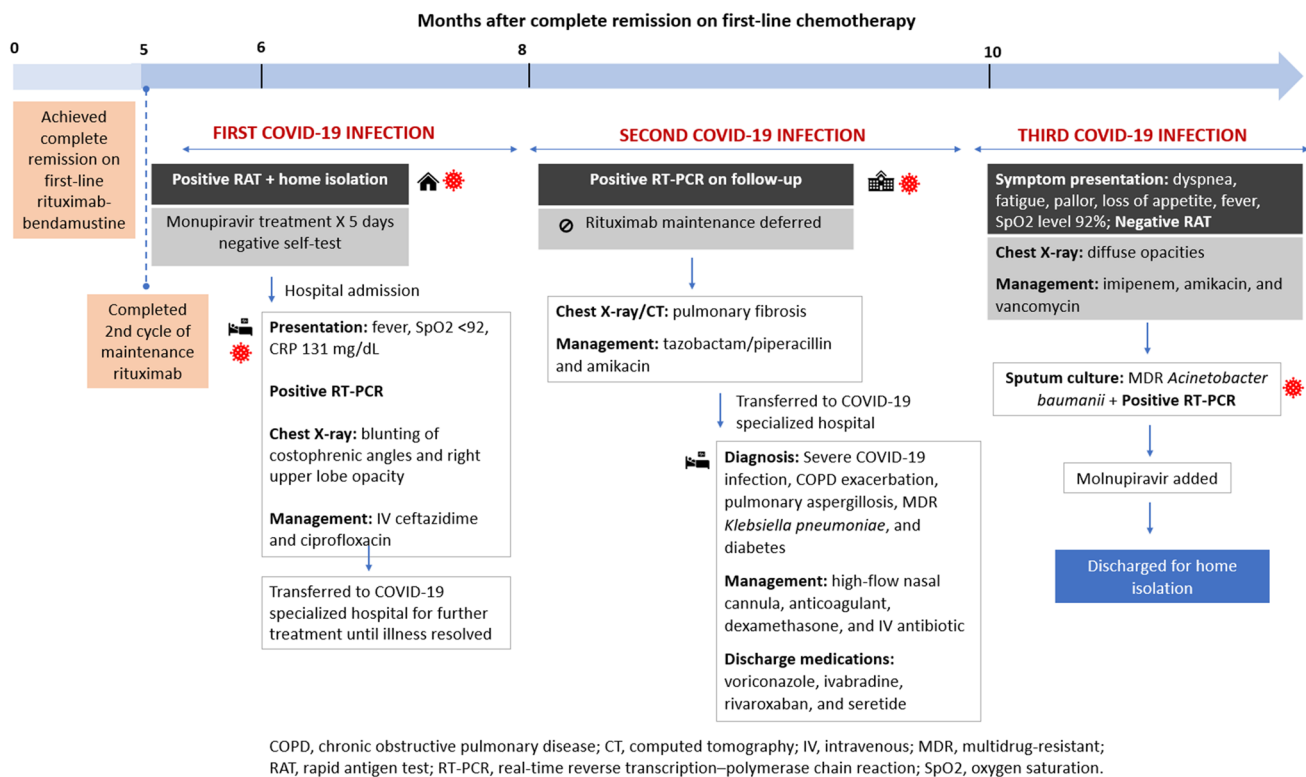 Months after complete remission on first-line chemotherapy
0
5
6
8
10
Achieved
complete
remission on
first-line
rituximab-
bendamustine
Completed
2nd cycle of
maintenance
rituximab
FIRST COVID-19 INFECTION
Positive RAT + home isolation
Monupiravir treatment X 5 days
negative self-test
Hospital admission
Presentation: fever, SpO2 <92,
CRP 131 mg/dL
Positive RT-PCR
Chest X-ray: blunting of
costophrenic angles and right
upper lobe opacity
Management: IV ceftazidime
and ciprofloxacin
Transferred to COVID-19
specialized hospital for further
treatment until illness resolved
SECOND COVID-19 INFECTION
Positive RT-PCR on follow-up
Rituximab maintenance deferred
Chest X-ray/CT: pulmonary fibrosis
Management: tazobactam/piperacillin
and amikacin
Transferred to COVID-19
specialized hospital
Diagnosis: Severe COVID-19
infection, COPD exacerbation,
pulmonary aspergillosis, MDR
Klebsiella pneumoniae, and
diabetes
Management: high-flow nasal
cannula, anticoagulant,
dexamethasone, and IV antibiotic
Discharge medications:
voriconazole, ivabradine,
rivaroxaban, and seretide
THIRD COVID-19 INFECTION
Symptom presentation: dyspnea,
fatigue, pallor, loss of appetite, fever,
SpO2 level 92%; Negative RAT
Chest X-ray: diffuse opacities
Management: imipenem, amikacin, and
vancomycin
Sputum culture: MDR Acinetobacter
baumanii + Positive RT-PCR
Molnupiravir added
Discharged for home
isolation
COPD, chronic obstructive pulmonary disease; CT, computed tomography; IV, intravenous; MDR, multidrug-resistant;
RAT, rapid antigen test; RT-PCR, real-time reverse transcription–polymerase chain reaction; SpO2, oxygen saturation.